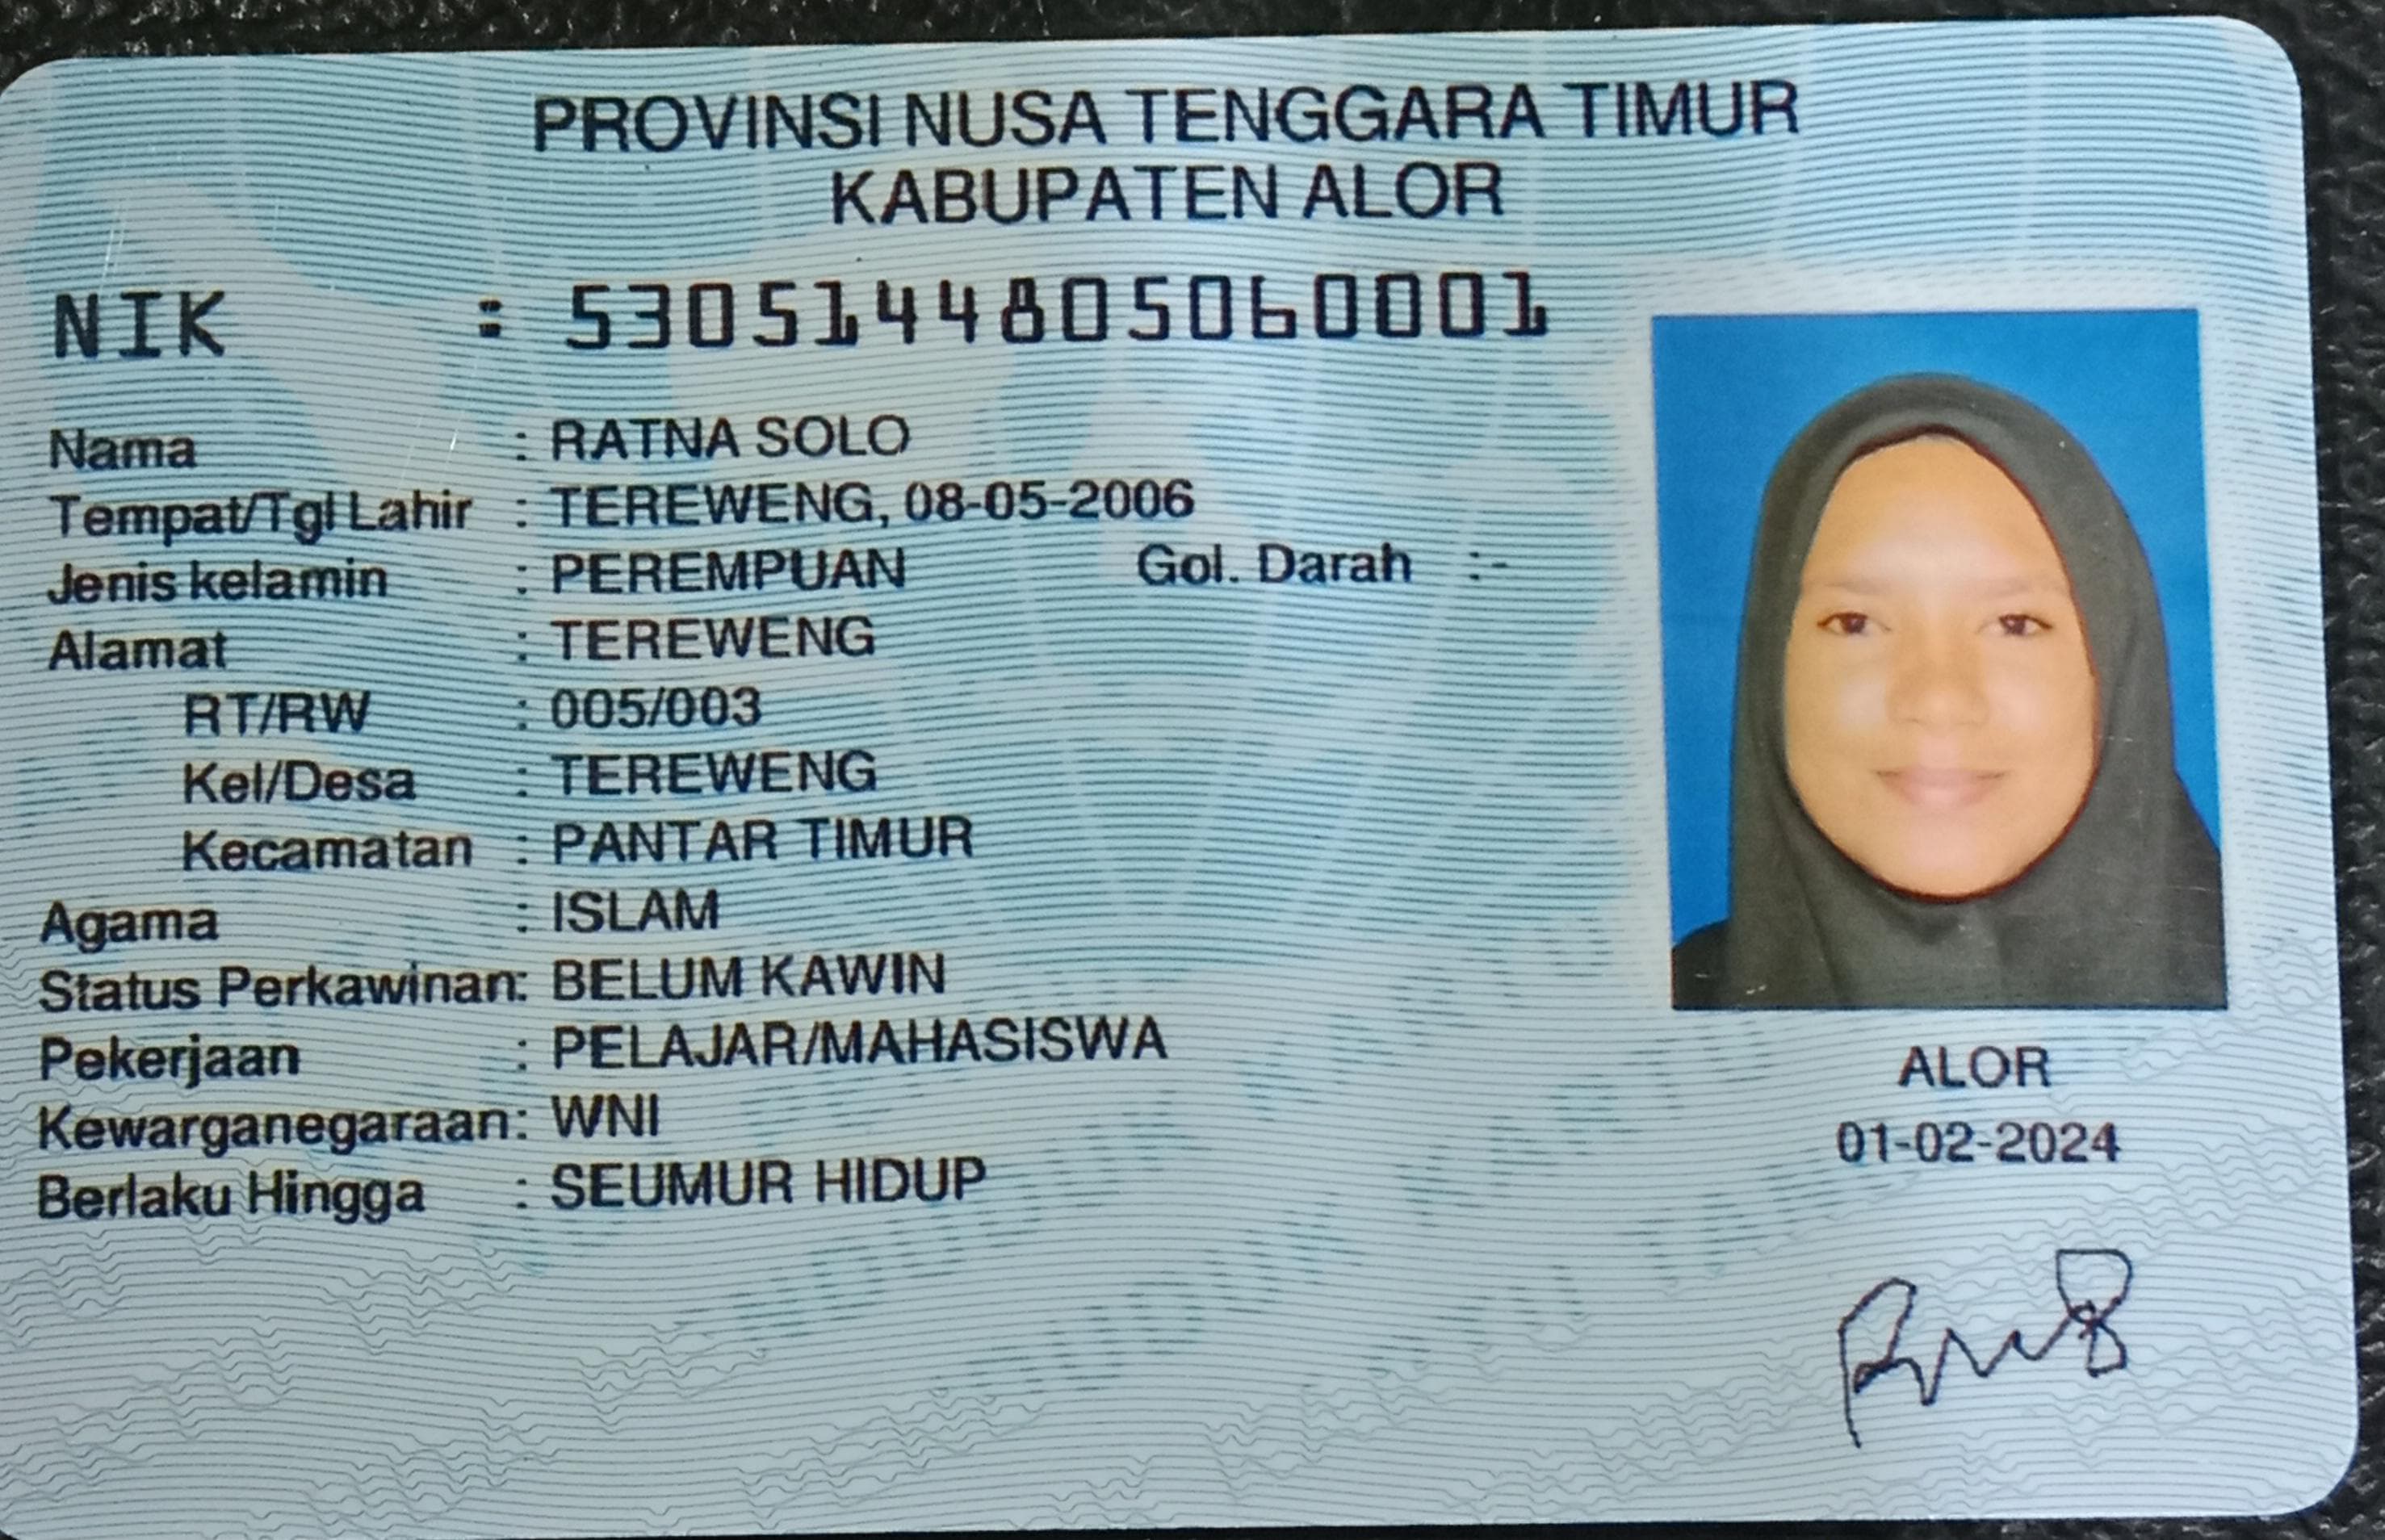 PROVINSI NUSA TENGGARA TIMUR
KABUPATEN ALOR
NIK : 5305144805060001
Nama : RATNA SOLO
Tempat/Tgl Lahir : TEREWENG, 08-05-2006
Jenis kelamin : PEREMPUAN Gol. Darah :-
Alamat : TEREWENG
RT/RW : 005/003
Kel/Desa : TEREWENG
Kecamatan : PANTAR TIMUR
Agama : ISLAM
Status Perkawinan: BELUM KAWIN
Pekerjaan : PELAJAR/MAHASISWA
Kewarganegaraan: WNI
Berlaku Hingga : SEUMUR HIDUP
ALOR
01-02-2024